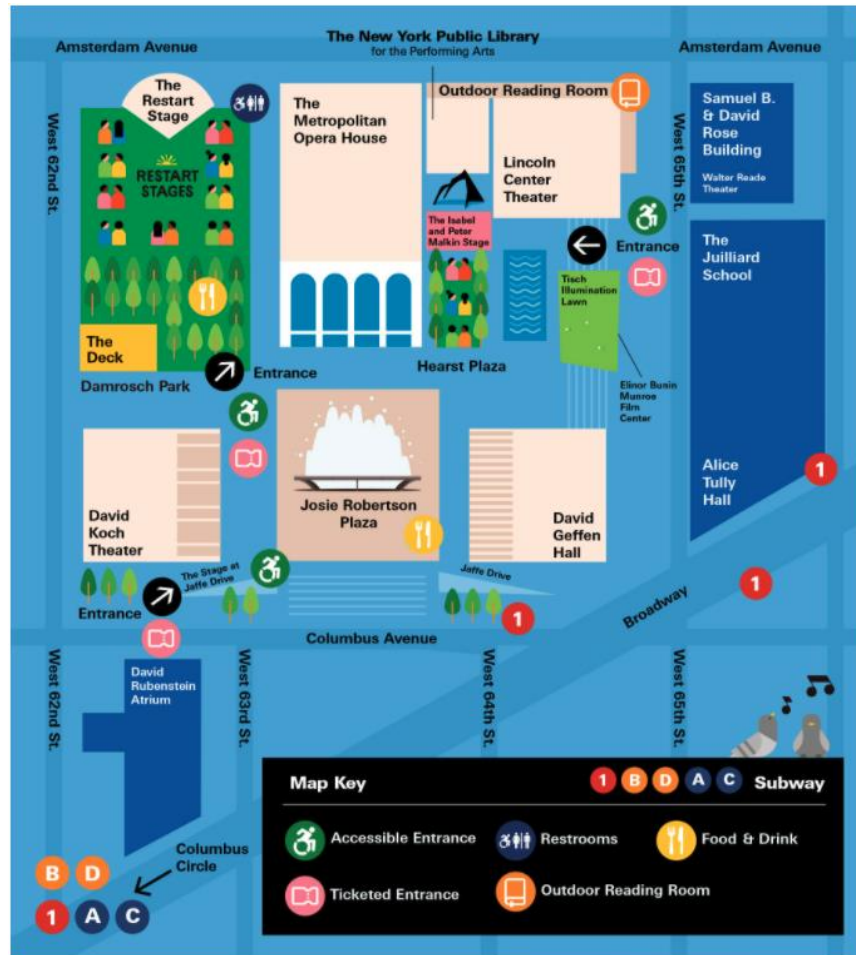 The New York Public Library
for the Performing Arts
Amsterdam Avenue
Amsterdam Avenue
The
Restart
Stage
RESTART
STAGES
The
Metropolitan
Opera House
Outdoor Reading Room
Lincoln
Center
Theater
Samuel B.
& David
Rose
Building
Walter Reade
Theater
West 62nd St.
West 65th St.
The Isabel
and Peter
Malkin Stage
Entrance
The
Juilliard
School
Tisch
Illumination
Lawn
The
Deck
Entrance
Hearst Plaza
Damrosch Park
Elinor Bunin
Munroe
Film
Center
David
Koch
Theater
Josie Robertson
Plaza
David
Geffen
Hall
Alice
Tully
Hall
1
The Stage at
Jaffe Drive
Jaffe Drive
Entrance
1
1
Broadway
Columbus Avenue
David
Rubenstein
Atrium
West 62nd St.
West 63rd St.
West 64th St.
West 65th St.
Map Key
1 B D A C Subway
Accessible Entrance
Restrooms
Food & Drink
Ticketed Entrance
Outdoor Reading Room
Columbus
Circle
B D
1 A C